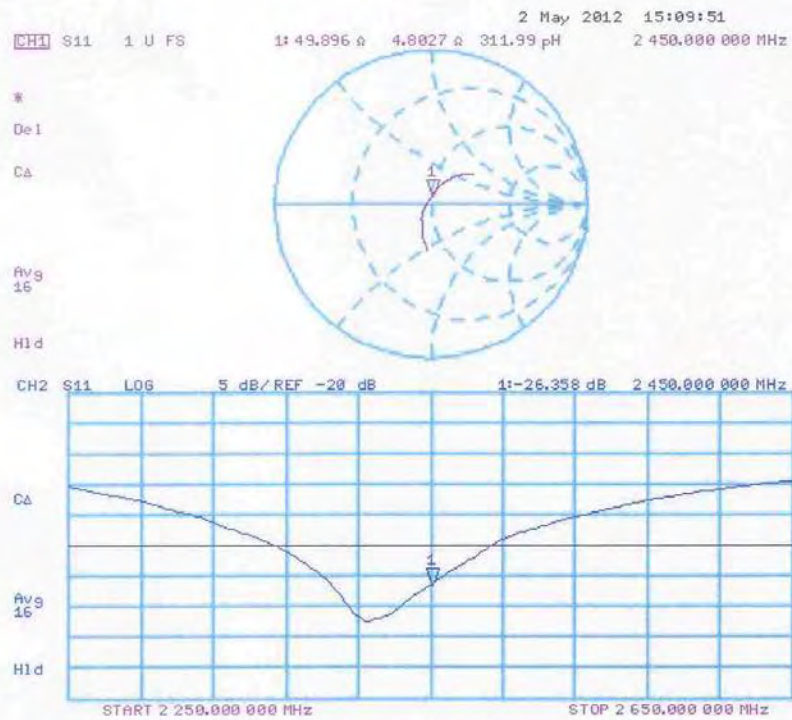 2 May 2012 15:09:51
CH1 S11 1 U FS 1: 49.896 Ω 4.8027 Ω 311.99 pH 2 450.000 000 MHz
*
Del
CΔ
1
Avg
16
Hld
CH2 S11 LOG 5 dB/REF -20 dB 1:-26.358 dB 2 450.000 000 MHz
CΔ
1
Avg
16
Hld
START 2 250.000 000 MHz STOP 2 650.000 000 MHz